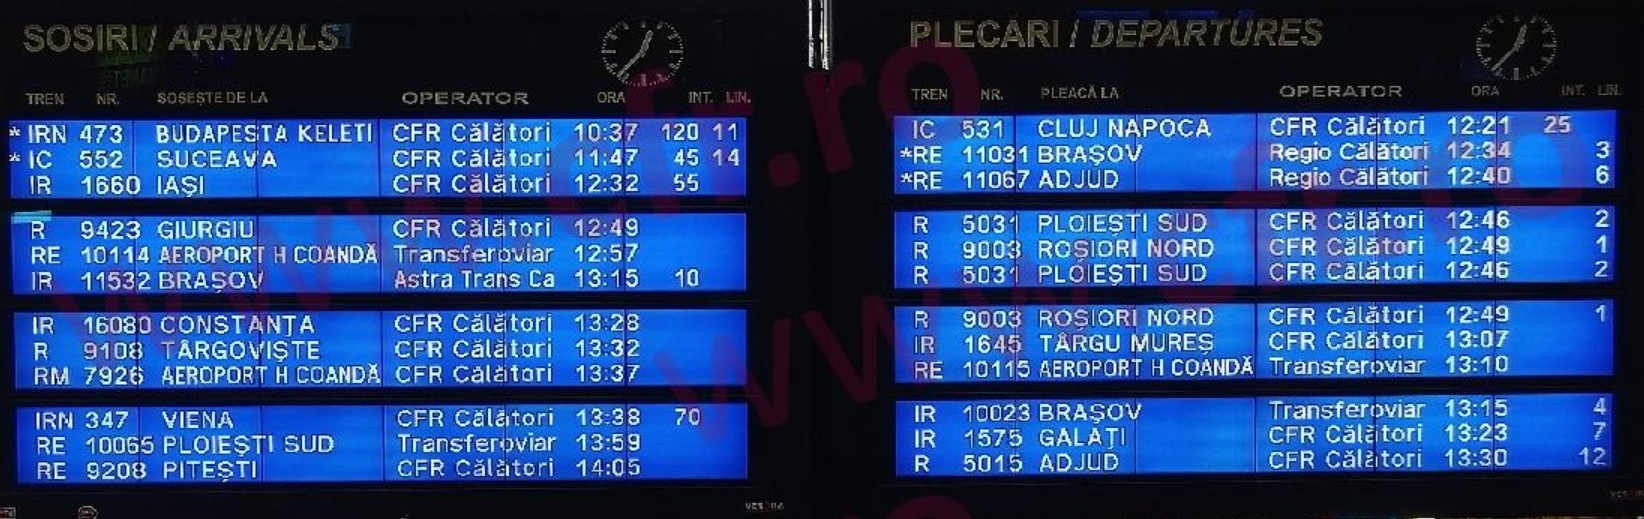 SOSIRI / ARRIVALS
TREN NR. SOSEȘTE DE LA OPERATOR ORA INT. LIN.
* IRN 473 BUDAPESTA KELETI CFR Călători 10:37 120 11
* IC 552 SUCEAVA CFR Călători 11:47 45 14
IR 1660 IAȘI CFR Călători 12:32 55
R 9423 GIURGIU CFR Călători 12:49
RE 10114 AEROPORT H COANDĂ Transferoviar 12:57
IR 11532 BRAȘOV Astra Trans Ca 13:15 10
IR 16080 CONSTANȚA CFR Călători 13:28
R 9108 TÂRGOVIȘTE CFR Călători 13:32
RM 7926 AEROPORT H COANDĂ CFR Călători 13:37
IRN 347 VIENA CFR Călători 13:38 70
RE 10065 PLOIEȘTI SUD Transferoviar 13:59
RE 9208 PITEȘTI CFR Călători 14:05
PLECARI / DEPARTURES
TREN NR. PLEACĂ LA OPERATOR ORA INT. LIN.
IC 531 CLUJ NAPOCA CFR Călători 12:21 25
*RE 11031 BRAȘOV Regio Călători 12:34 3
*RE 11067 ADJUD Regio Călători 12:40 6
R 5031 PLOIEȘTI SUD CFR Călători 12:46 2
R 9003 ROȘIORI NORD CFR Călători 12:49 1
R 5031 PLOIEȘTI SUD CFR Călători 12:46 2
R 9003 ROȘIORI NORD CFR Călători 12:49 1
IR 1645 TÂRGU MUREȘ CFR Călători 13:07
RE 10115 AEROPORT H COANDĂ Transferoviar 13:10
IR 10023 BRAȘOV Transferoviar 13:15 4
IR 1575 GALAȚI CFR Călători 13:23 7
R 5015 ADJUD CFR Călători 13:30 12
www.cfr.ro